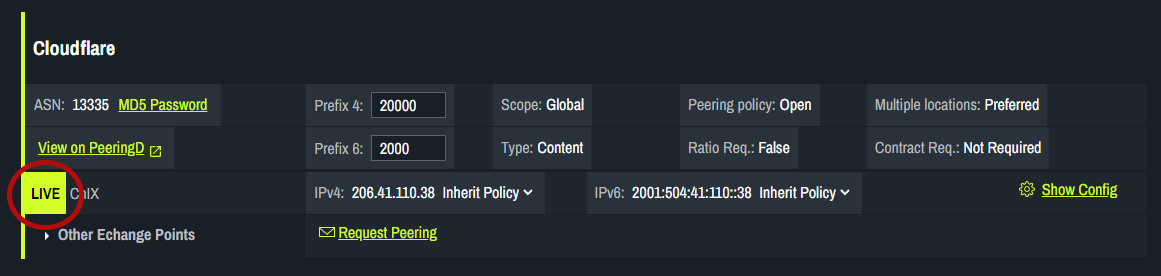 Cloudflare
ASN: 13335 MD5 Password Prefix 4: 20000 Scope: Global Peering policy: Open Multiple locations: Preferred
View on PeeringD Prefix 6: 2000 Type: Content Ratio Req.: False Contract Req.: Not Required
LIVE ChIX IPv4: 206.41.110.38 Inherit Policy IPv6: 2001:504:41:110::38 Inherit Policy Show Config
Other Echange Points Request Peering